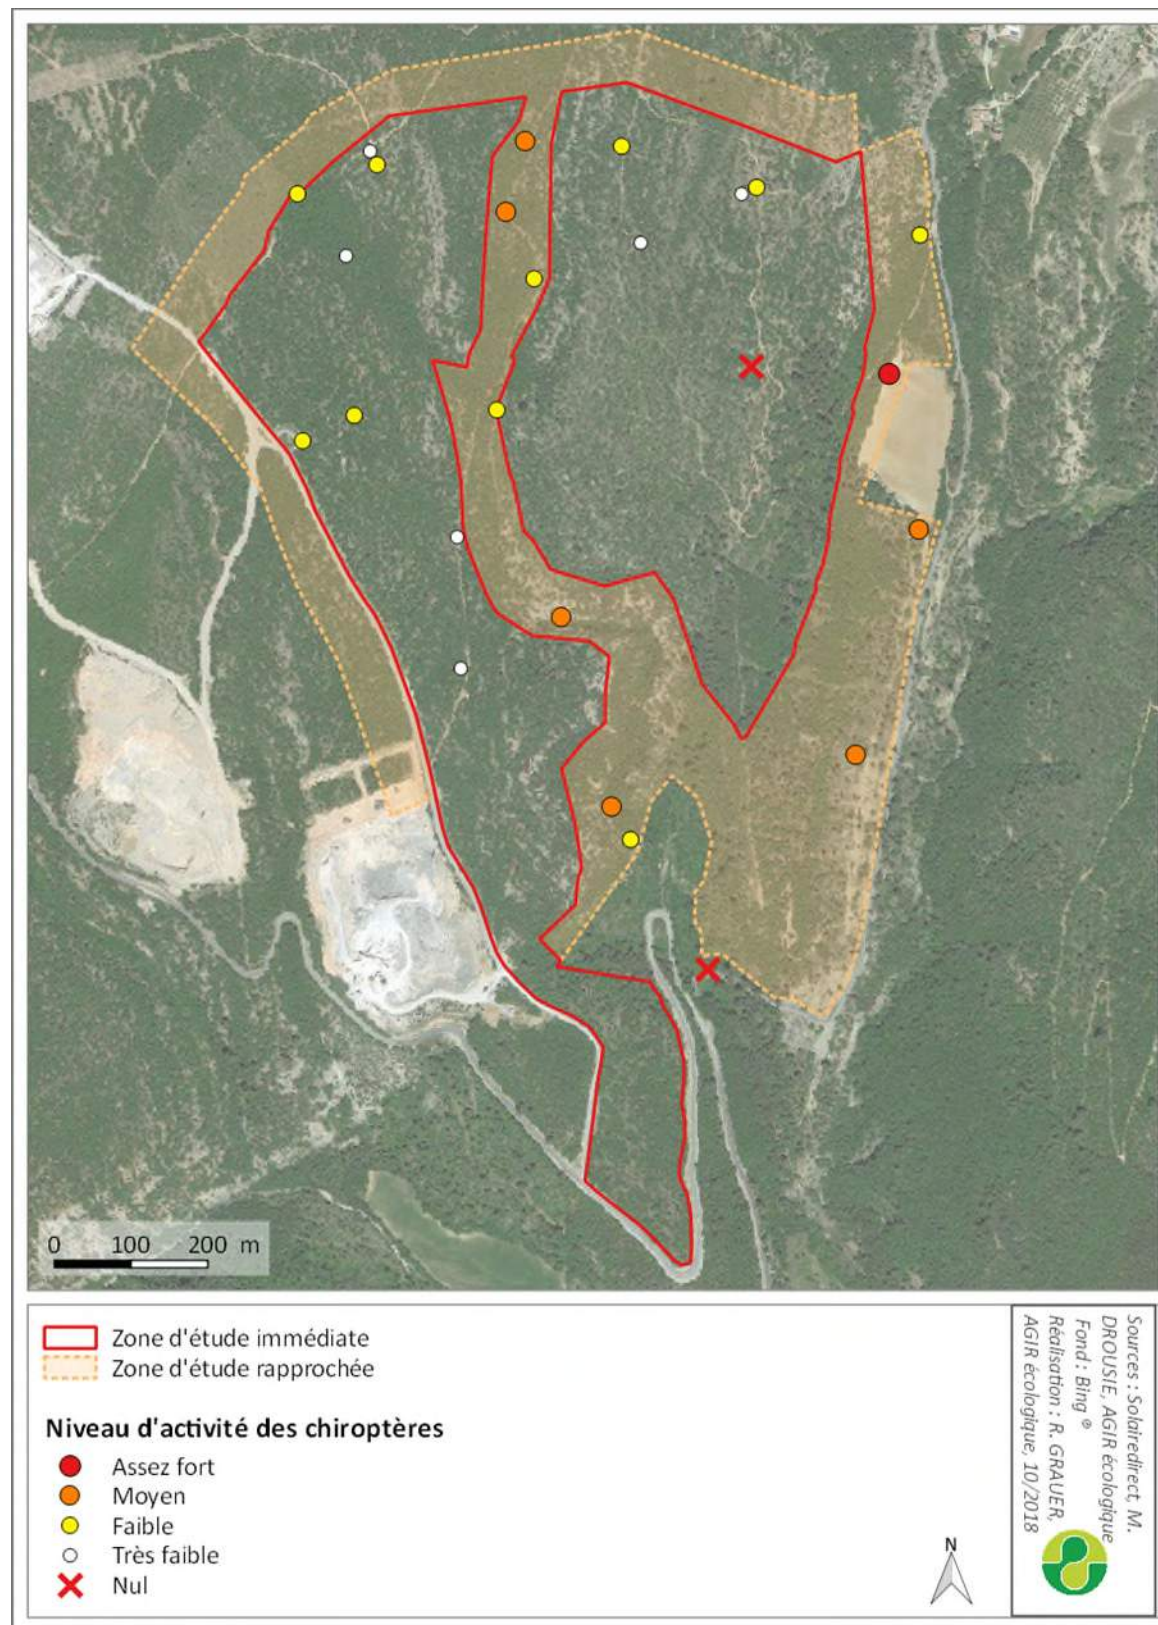 0 100 200 m
Zone d'étude immédiate
Zone d'étude rapprochée
Niveau d'activité des chiroptères
Assez fort
Moyen
Faible
Très faible
Nul
N
Sources : Solairedirect, M.
DROUSIE, AGIR écologique
Fond : Bing ®
Réalisation : R. GRAUER,
AGIR écologique, 10/2018